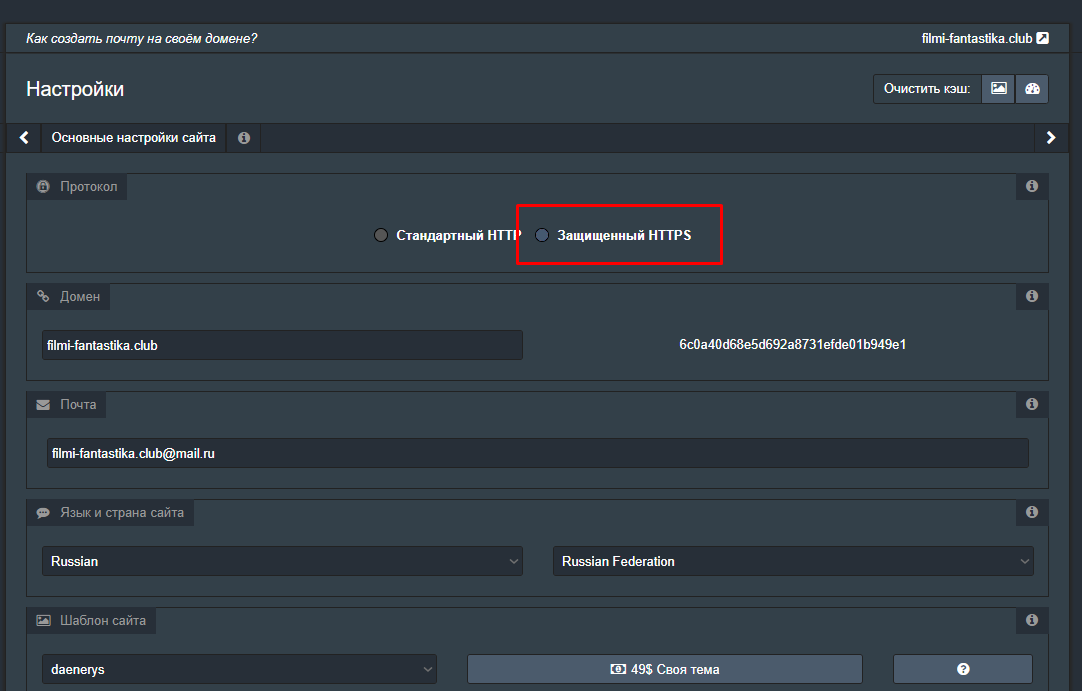 Как создать почту на своём домене?
filmi-fantastika.club
Настройки
Очистить кэш:
Основные настройки сайта
Протокол
Стандартный HTTP
Защищенный HTTPS
Домен
filmi-fantastika.club
6c0a40d68e5d692a8731efde01b949e1
Почта
filmi-fantastika.club@mail.ru
Язык и страна сайта
Russian
Russian Federation
Шаблон сайта
daenerys
49$ Своя тема